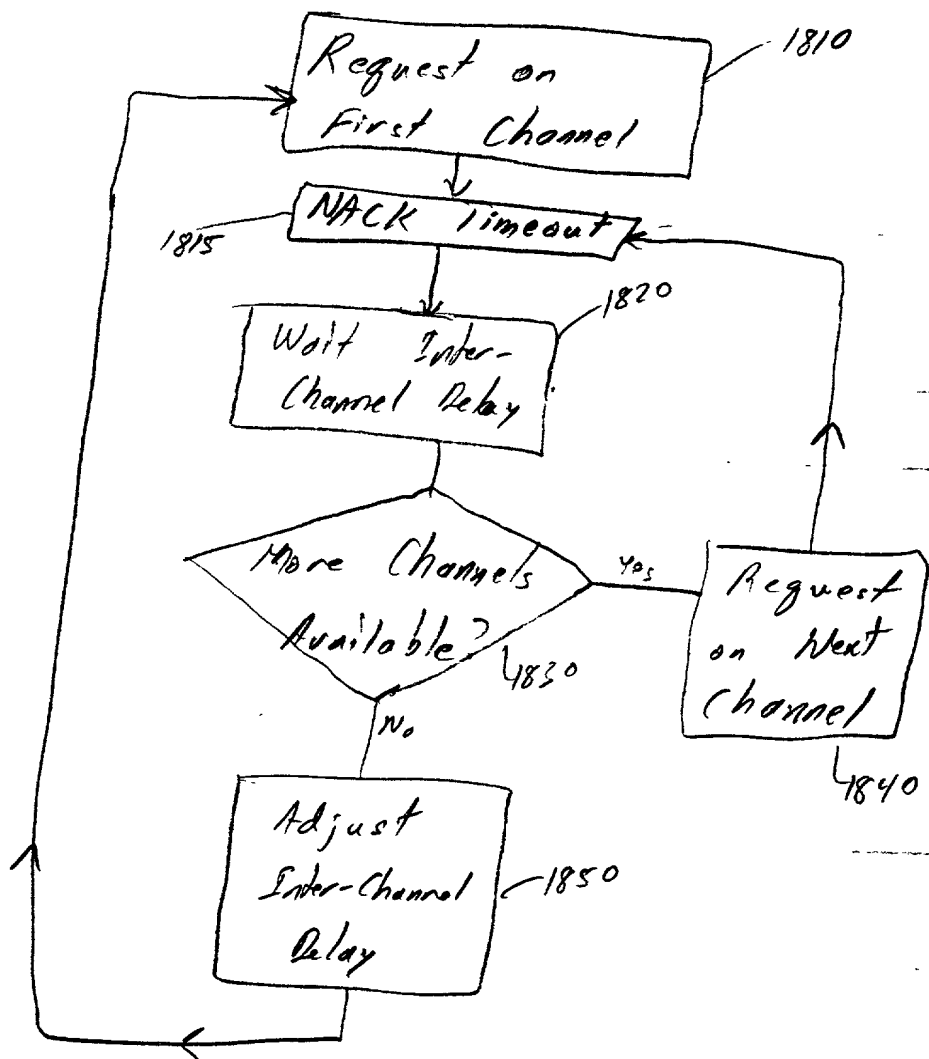 Request on
First Channel
1810
NACK Timeout
1815
1820
Wait Inter-
Channel Delay
More Channels
Available?
Yes
1830
Request
on Next
Channel
1840
No
Adjust
Inter-Channel
Delay
1850